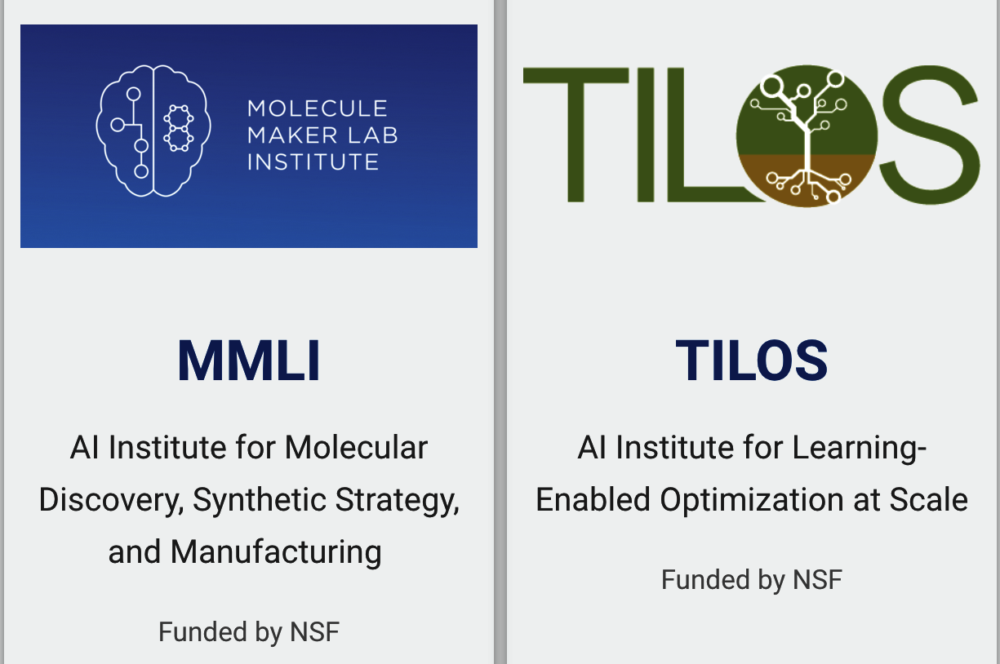 MOLECULE
MAKER LAB
INSTITUTE
MMLI
AI Institute for Molecular
Discovery, Synthetic Strategy,
and Manufacturing
Funded by NSF
TILOS
TILOS
AI Institute for Learning-
Enabled Optimization at Scale
Funded by NSF